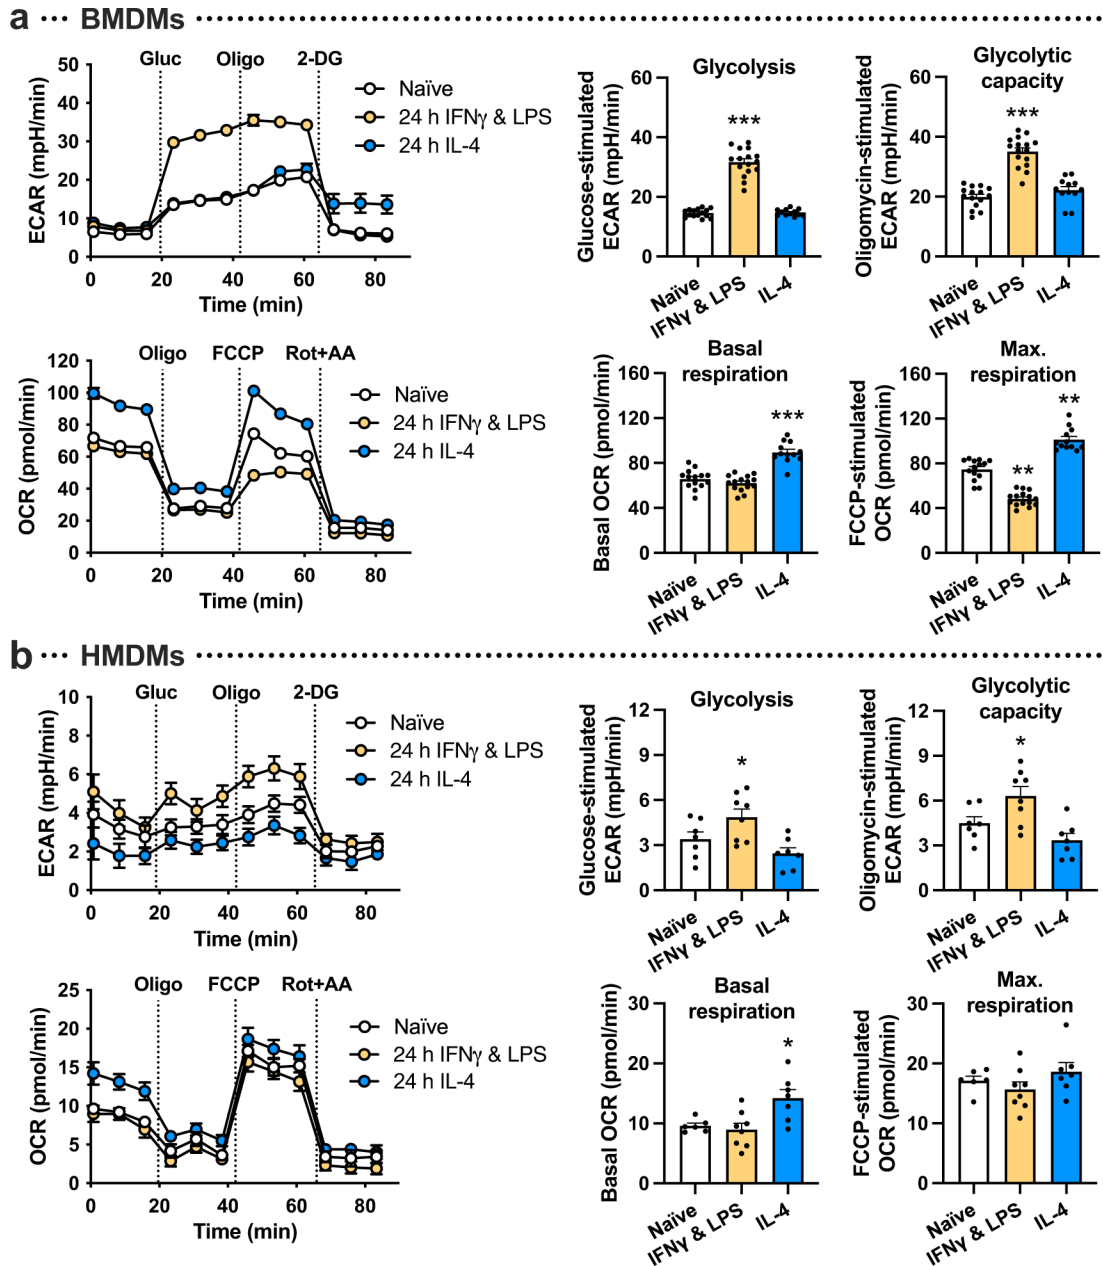 a BMDMs
Gluc Oligo 2-DG
50
40
30
20
10
0
ECAR (mpH/min)
0 20 40 60 80
Time (min)
Naïve
24 h IFNγ & LPS
24 h IL-4
Glycolysis
60
40
20
0
Glucose-stimulated
ECAR (mpH/min)
***
Naïve
IFNγ & LPS
IL-4
Glycolytic
capacity
60
40
20
0
Oligomycin-stimulated
ECAR (mpH/min)
***
Naïve
IFNγ & LPS
IL-4
Oligo FCCP Rot+AA
120
100
80
60
40
20
0
OCR (pmol/min)
0 20 40 60 80
Time (min)
Naïve
24 h IFNγ & LPS
24 h IL-4
Basal
respiration
160
120
80
40
0
Basal OCR (pmol/min)
***
Naïve
IFNγ & LPS
IL-4
Max.
respiration
160
120
80
40
0
FCCP-stimulated
OCR (pmol/min)
**
**
Naïve
IFNγ & LPS
IL-4
b HMDMs
Gluc Oligo 2-DG
10
8
6
4
2
0
ECAR (mpH/min)
0 20 40 60 80
Time (min)
Naïve
24 h IFNγ & LPS
24 h IL-4
Glycolysis
12
9
6
3
0
Glucose-stimulated
ECAR (mpH/min)
*
Naïve
IFNγ & LPS
IL-4
Glycolytic
capacity
12
9
6
3
0
Oligomycin-stimulated
ECAR (mpH/min)
*
Naïve
IFNγ & LPS
IL-4
Oligo FCCP Rot+AA
25
20
15
10
5
0
OCR (pmol/min)
0 20 40 60 80
Time (min)
Naïve
24 h IFNγ & LPS
24 h IL-4
Basal
respiration
30
20
10
0
Basal OCR (pmol/min)
*
Naïve
IFNγ & LPS
IL-4
Max.
respiration
30
20
10
0
FCCP-stimulated
OCR (pmol/min)
Naïve
IFNγ & LPS
IL-4